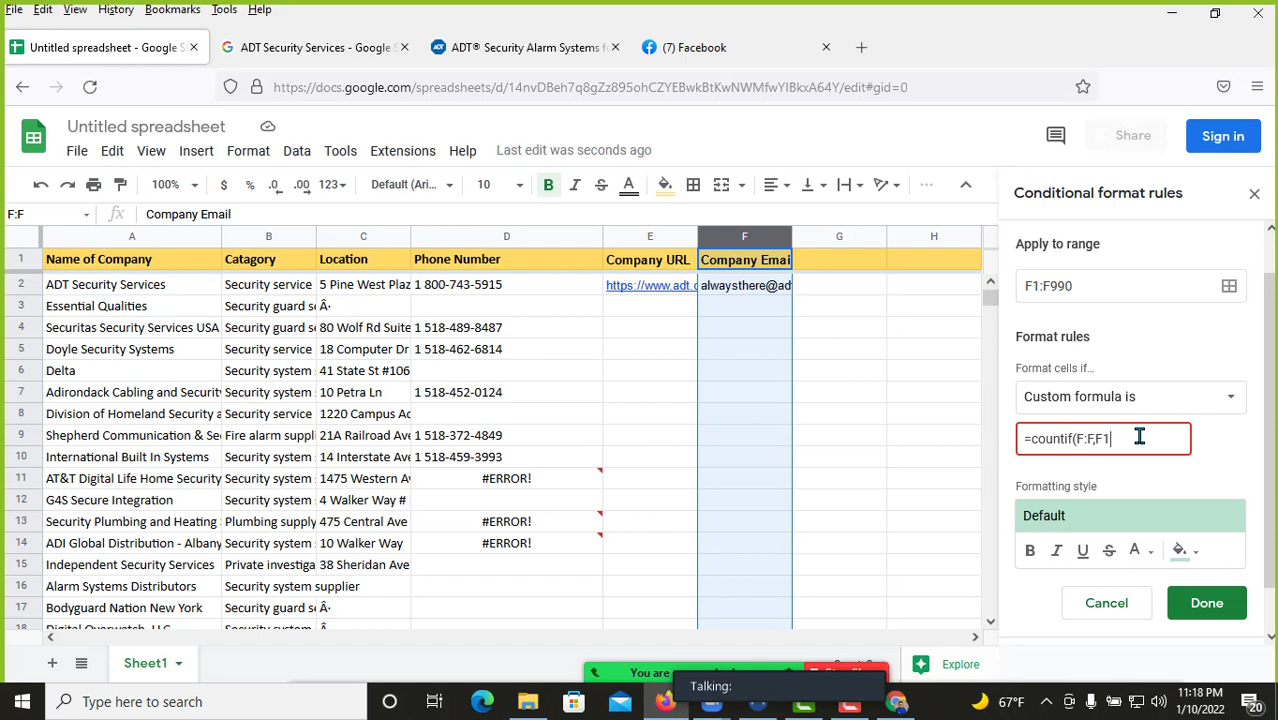 File Edit View History Bookmarks Tools Help
Untitled spreadsheet - Google S
ADT Security Services - Google S
ADT® Security Alarm Systems f
(7) Facebook
https://docs.google.com/spreadsheets/d/14nvDBeh7q8gZz895ohCZYEBbkBtKwNWMfwYIBkxA64Y/edit#gid=0
Untitled spreadsheet
File Edit View Insert Format Data Tools Extensions Help Last edit was seconds ago
Share
Sign in
100% $ % .0 .00 123 Default (Ari... 10 B I S A
Conditional format rules
F:F fx Company Email
A B C D E F G H
1 Name of Company Catagory Location Phone Number Company URL Company Emai
2 ADT Security Services Security service 5 Pine West Plaz 1 800-743-5915 https://www.adt.c alwaysthere@ad
3 Essential Qualities Security guard s Â·
4 Securitas Security Services USA Security guard s 80 Wolf Rd Suite 1 518-489-8487
5 Doyle Security Systems Security service 18 Computer Dr 1 518-462-6814
6 Delta Security system 41 State St #106
7 Adirondack Cabling and Securit Security system 10 Petra Ln 1 518-452-0124
8 Division of Homeland Security a Security service 1220 Campus Ac
9 Shepherd Communication & Se Fire alarm suppl 21A Railroad Ave 1 518-372-4849
10 International Built In Systems Security system 14 Interstate Ave 1 518-459-3993
11 AT&T Digital Life Home Security Security system 1475 Western Av #ERROR!
12 G4S Secure Integration Security system 4 Walker Way #
13 Security Plumbing and Heating Plumbing supply 475 Central Ave #ERROR!
14 ADI Global Distribution - Albany Security system 10 Walker Way #ERROR!
15 Independent Security Services Private investiga 38 Sheridan Ave
16 Alarm Systems Distributors Security system supplier
17 Bodyguard Nation New York Security guard s Â·
18 Digital Overwatch, LLC Security system Â
Apply to range
F1:F990
Format rules
Format cells if…
Custom formula is
=countif(F:F,F1
Formatting style
Default
B I U S A
Cancel
Done
Sheet1
You are
Talking:
Explore
Type here to search
67°F
11:18 PM
1/10/2022
20